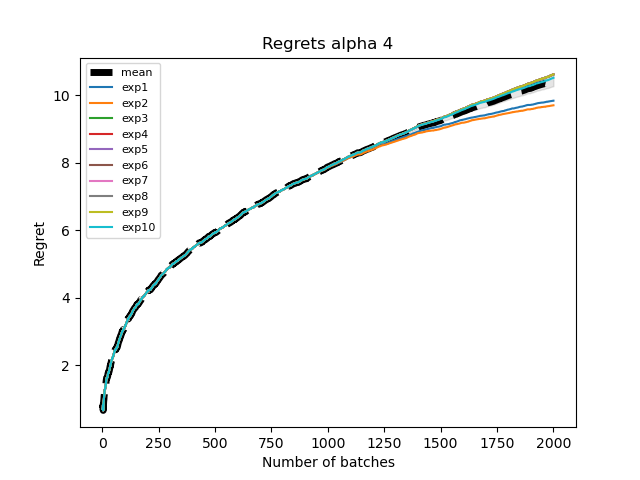 Regrets alpha 4
mean
exp1
exp2
exp3
exp4
exp5
exp6
exp7
exp8
exp9
exp10
Regret
10
8
6
4
2
0 250 500 750 1000 1250 1500 1750 2000
Number of batches